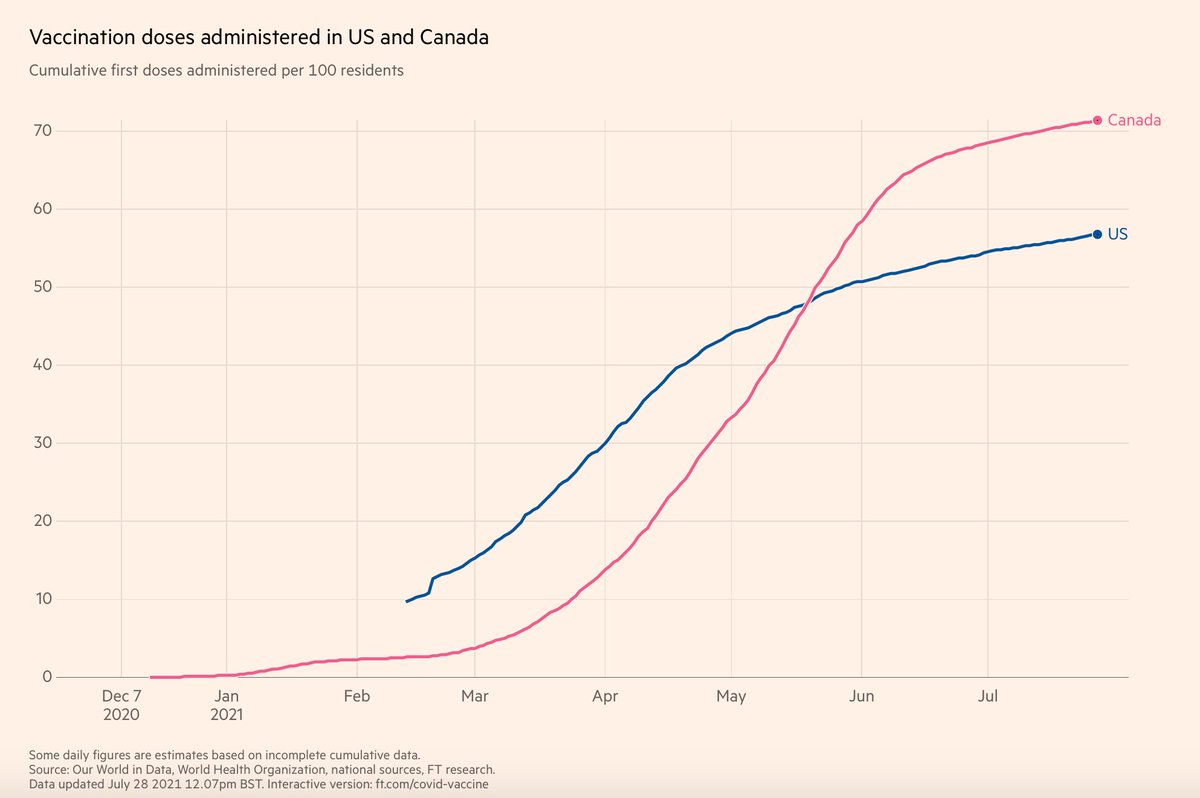 Vaccination doses administered in US and Canada
Cumulative first doses administered per 100 residents
70
60
50
40
30
20
10
0
Canada
US
Dec 7
2020
Jan
2021
Feb
Mar
Apr
May
Jun
Jul
Some daily figures are estimates based on incomplete cumulative data.
Source: Our World in Data, World Health Organization, national sources, FT research.
Data updated July 28 2021 12.07pm BST. Interactive version: ft.com/covid-vaccine